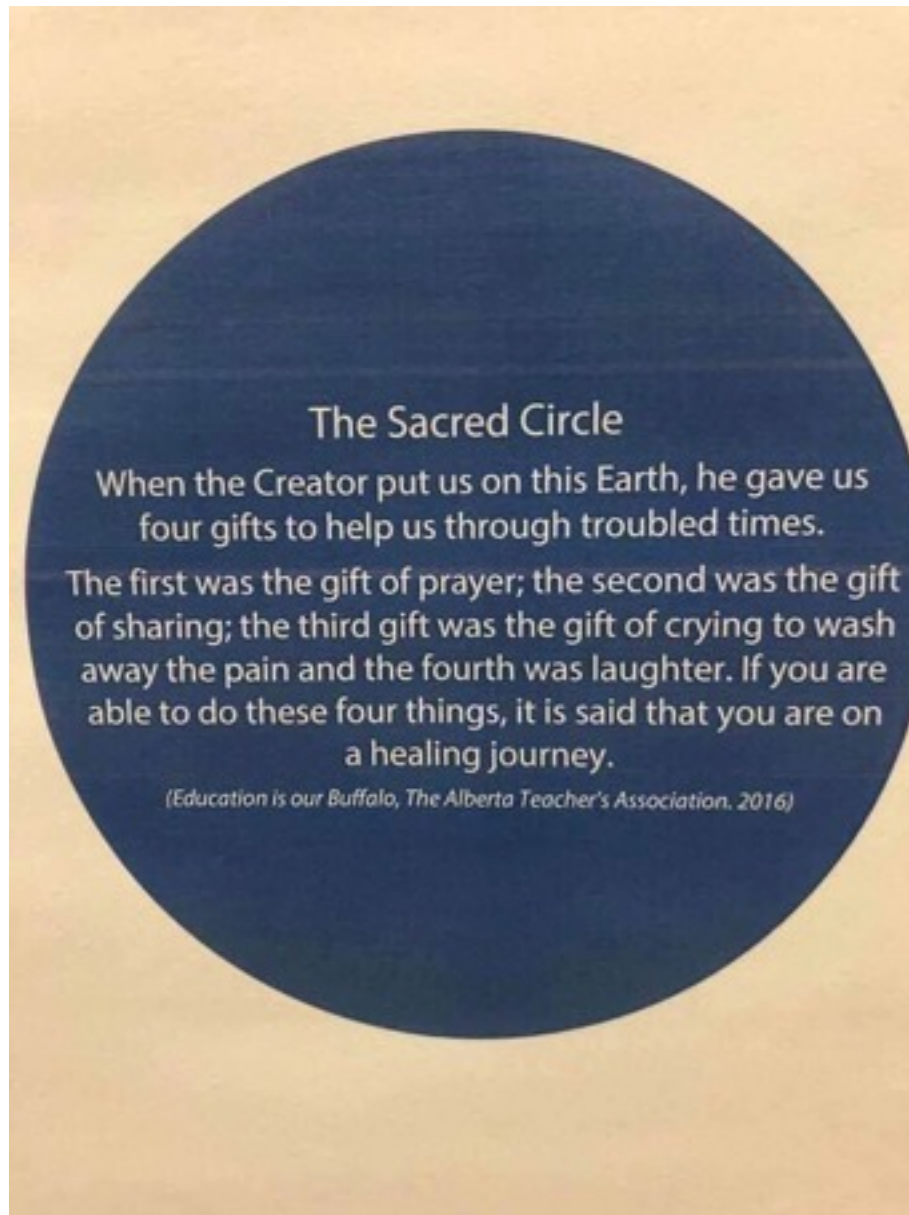 The Sacred Circle
When the Creator put us on this Earth, he gave us
four gifts to help us through troubled times.
The first was the gift of prayer; the second was the gift
of sharing; the third gift was the gift of crying to wash
away the pain and the fourth was laughter. If you are
able to do these four things, it is said that you are on
a healing journey.
(Education is our Buffalo, The Alberta Teacher's Association. 2016)